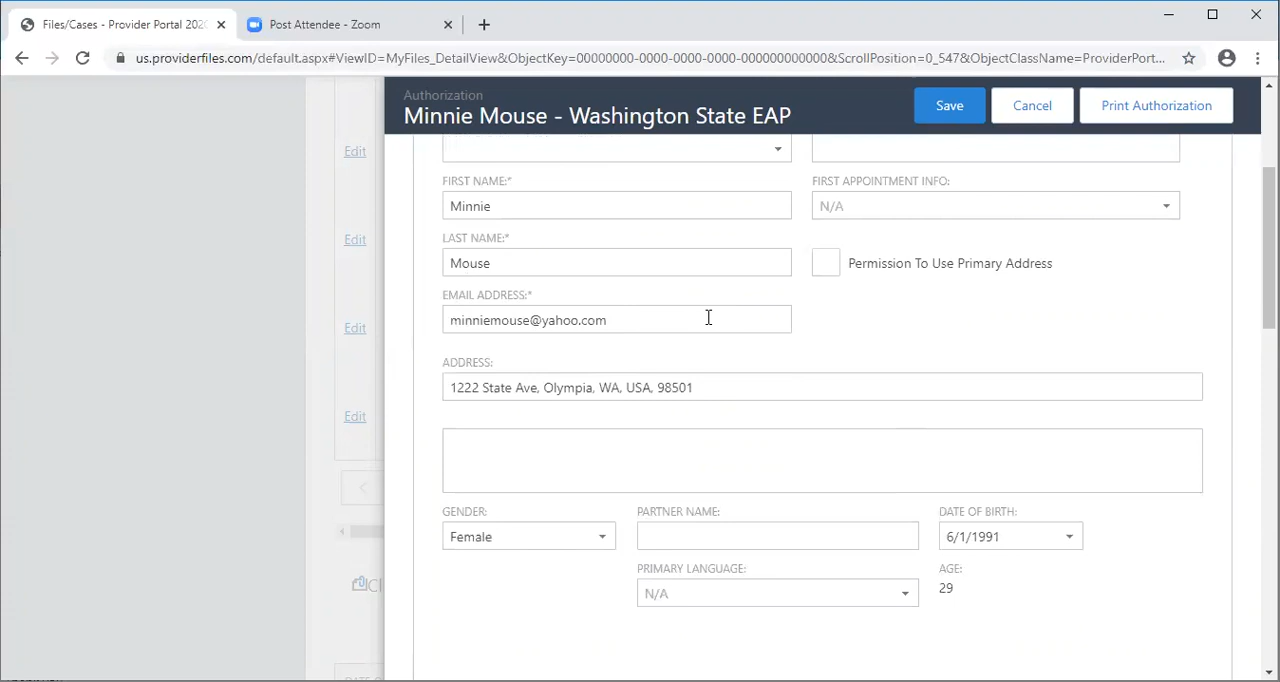 Files/Cases - Provider Portal 202
Post Attendee - Zoom
us.providerfiles.com/default.aspx#ViewID=MyFiles_DetailView&ObjectKey=00000000-0000-0000-0000-000000000000&ScrollPosition=0_547&ObjectClassName=ProviderPort...
Authorization
Minnie Mouse - Washington State EAP
Save
Cancel
Print Authorization
Edit
FIRST NAME:*
FIRST APPOINTMENT INFO:
Minnie
N/A
Edit
LAST NAME:*
Mouse
Permission To Use Primary Address
EMAIL ADDRESS:*
minniemouse@yahoo.com
Edit
ADDRESS:
1222 State Ave, Olympia, WA, USA, 98501
Edit
GENDER:
PARTNER NAME:
DATE OF BIRTH:
Female
6/1/1991
PRIMARY LANGUAGE:
AGE:
N/A
29